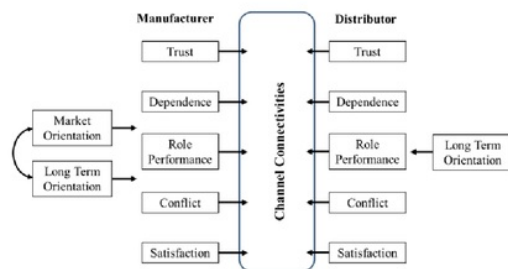 Manufacturer
Distributor
Trust
Trust
Dependence
Dependence
Market
Orientation
Role
Performance
Channel Connectivities
Role
Performance
Long Term
Orientation
Long Term
Orientation
Conflict
Conflict
Satisfaction
Satisfaction